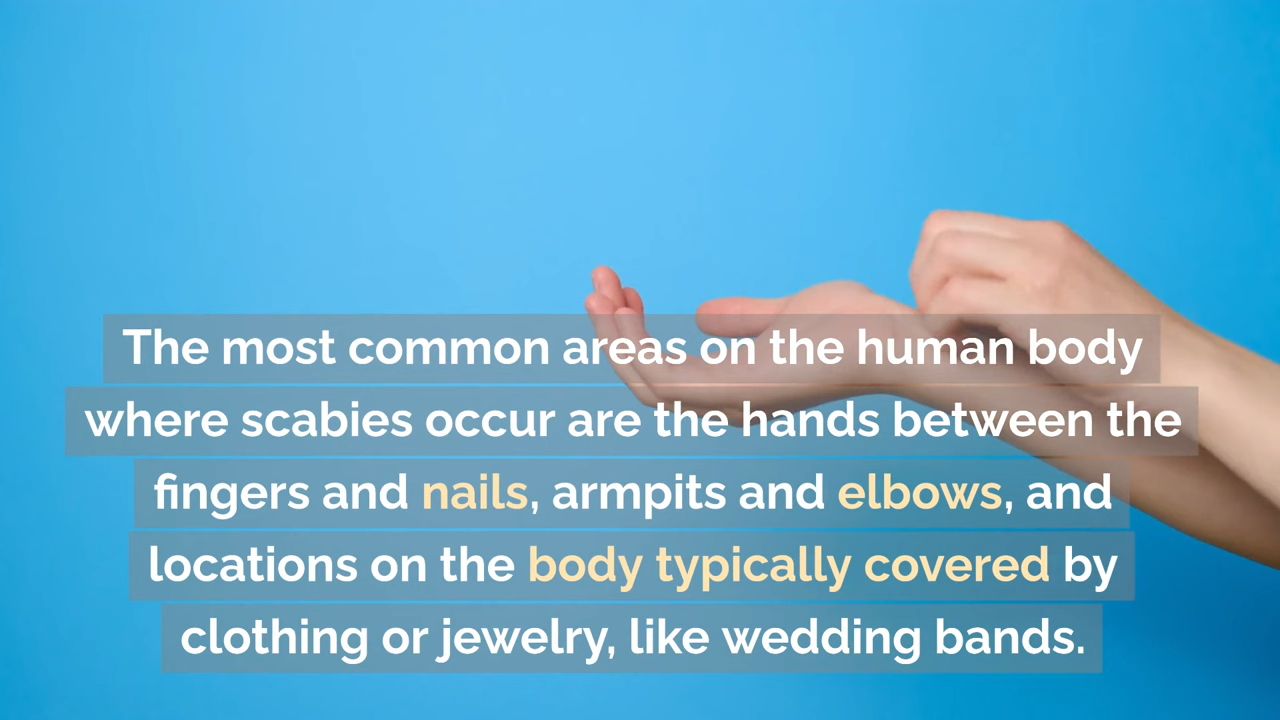 The most common areas on the human body
where scabies occur are the hands between the
fingers and nails, armpits and elbows, and
locations on the body typically covered by
clothing or jewelry, like wedding bands.